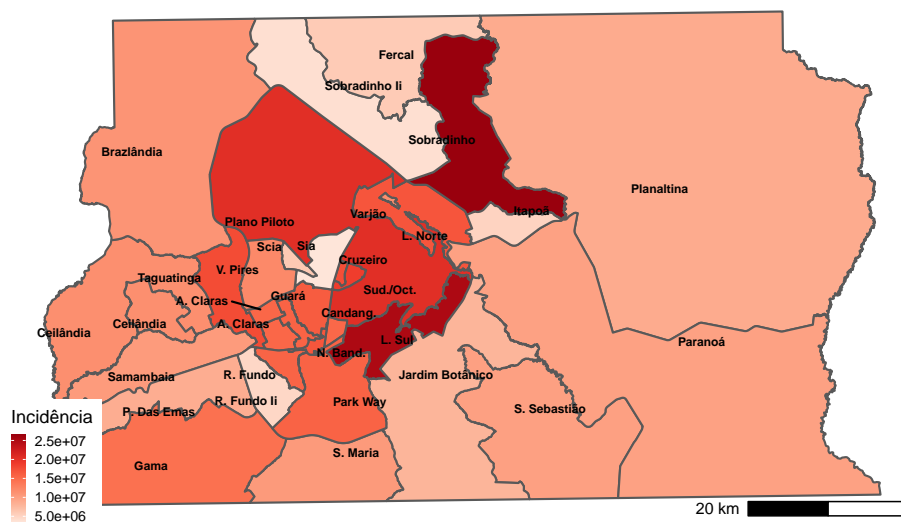 Fercal
Sobradinho Ii
Sobradinho
Brazlândia
Planaltina
Itapoã
Varjão
Plano Piloto
L. Norte
Scia
Sia
Cruzeiro
V. Pires
Taguatinga
Sud./Oct.
A. Claras
Guará
Candang.
Ceilândia
Ceilândia
A. Claras
L. Sul
Paranoá
N. Band.
R. Fundo
Jardim Botânico
Samambaia
R. Fundo Ii
Park Way
P. Das Emas
S. Sebastião
S. Maria
Gama
Incidência
2.5e+07
2.0e+07
1.5e+07
1.0e+07
5.0e+06
20 km